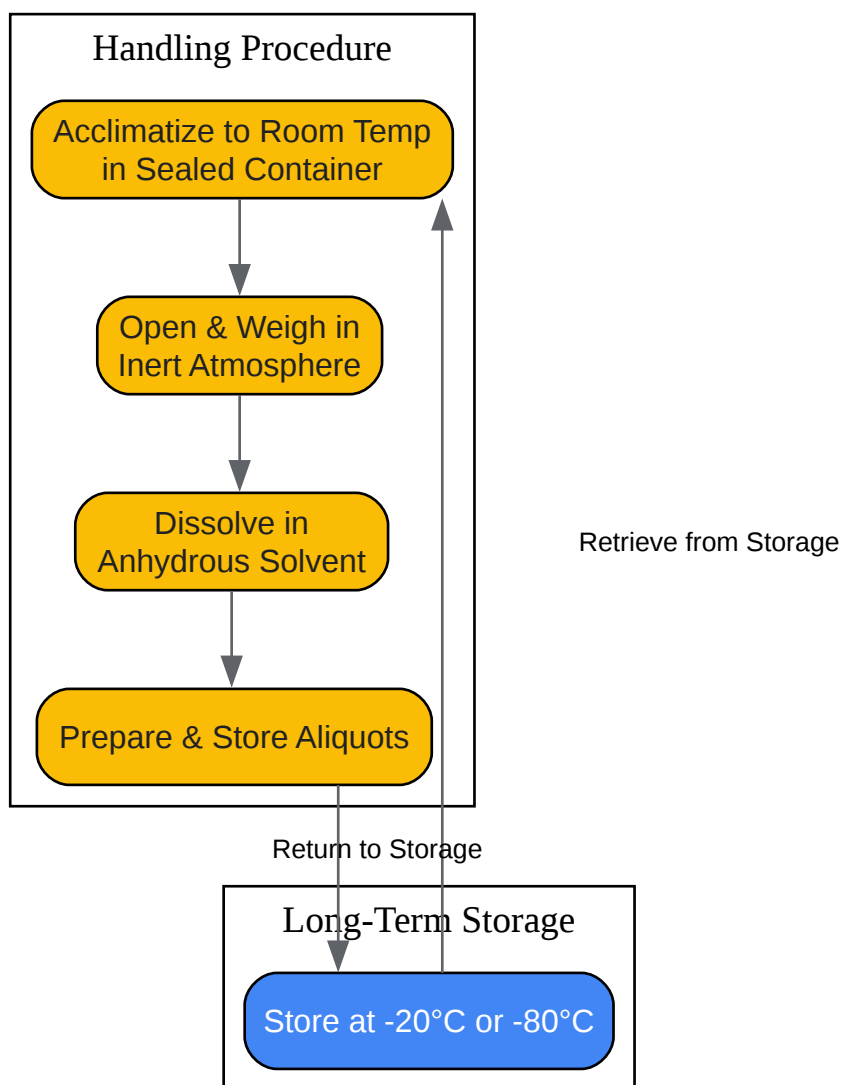 Handling Procedure
Acclimatize to Room Temp
in Sealed Container
Open & Weigh in
Inert Atmosphere
Dissolve in
Anhydrous Solvent
Retrieve from Storage
Prepare & Store Aliquots
Return to Storage
Long-Term Storage
Store at -20°C or -80°C